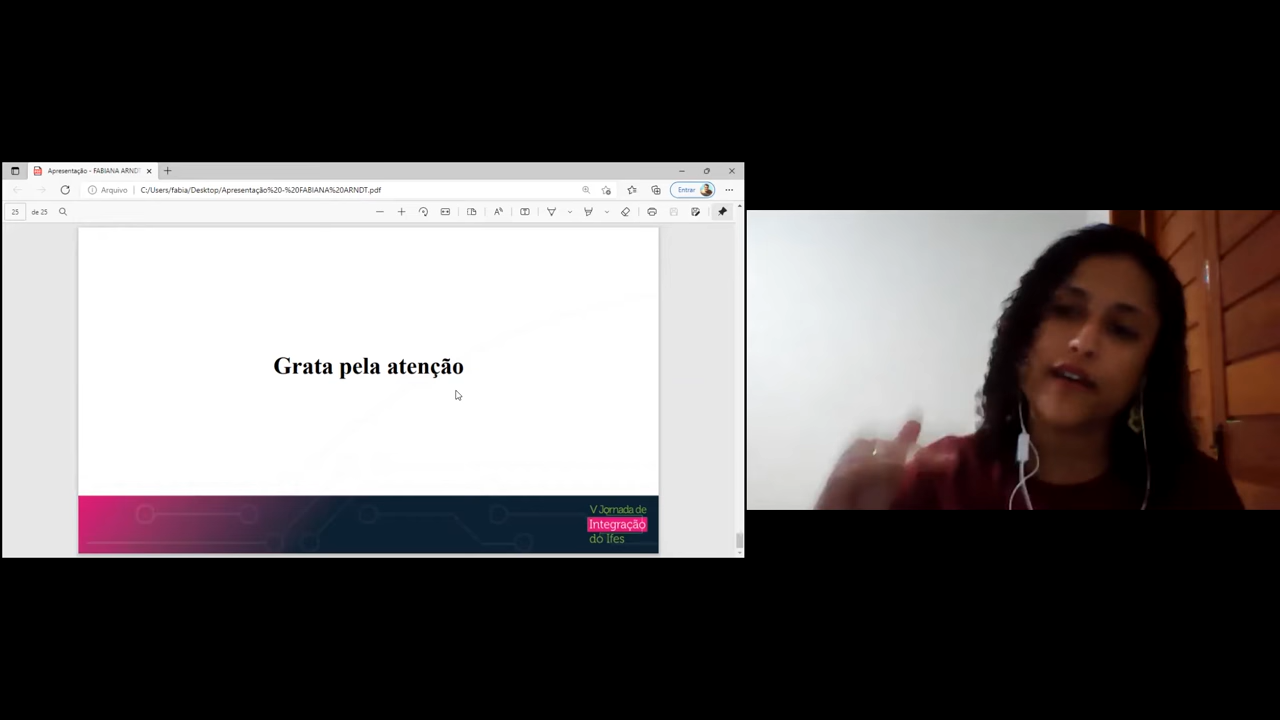 Apresentação - FABIANA ARND
Arquivo
C:/Users/fabia/Desktop/Apresentação%20-%20FABIANA%20ARNDT.pdf
Entrar
25 de 25
Grata pela atenção
V Jornada de
Integração
do Ifes